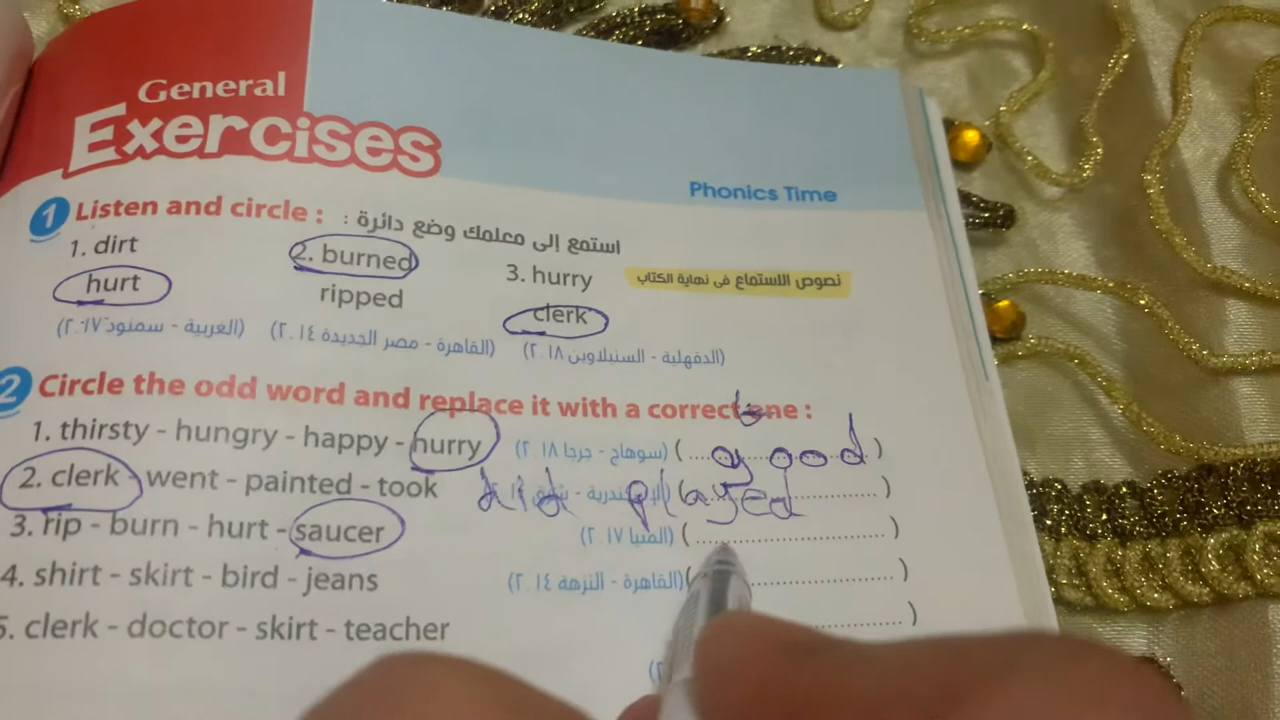 General
Exercises
Phonics Time
1 Listen and circle : استمع إلى معلمك وضع دائرة :
1. dirt 2. burned 3. hurry نصوص الاستماع فى نهاية الكتاب
hurt ripped clerk
(الغربية - سمنود ٢٠١٧) (القاهرة - مصر الجديدة ٢٠١٤) (الدقهلية - السنبلاوين ٢٠١٨)
2 Circle the odd word and replace it with a correct one :
1. thirsty - hungry - happy - hurry (سوهاج - جرجا ٢٠١٨) (... good ...)
2. clerk - went - painted - took did played (..............)
3. rip - burn - hurt - saucer (المنيا ٢٠١٧) (..............)
4. shirt - skirt - bird - jeans (القاهرة - النزهة ٢٠١٤) (..............)
5. clerk - doctor - skirt - teacher ..............)